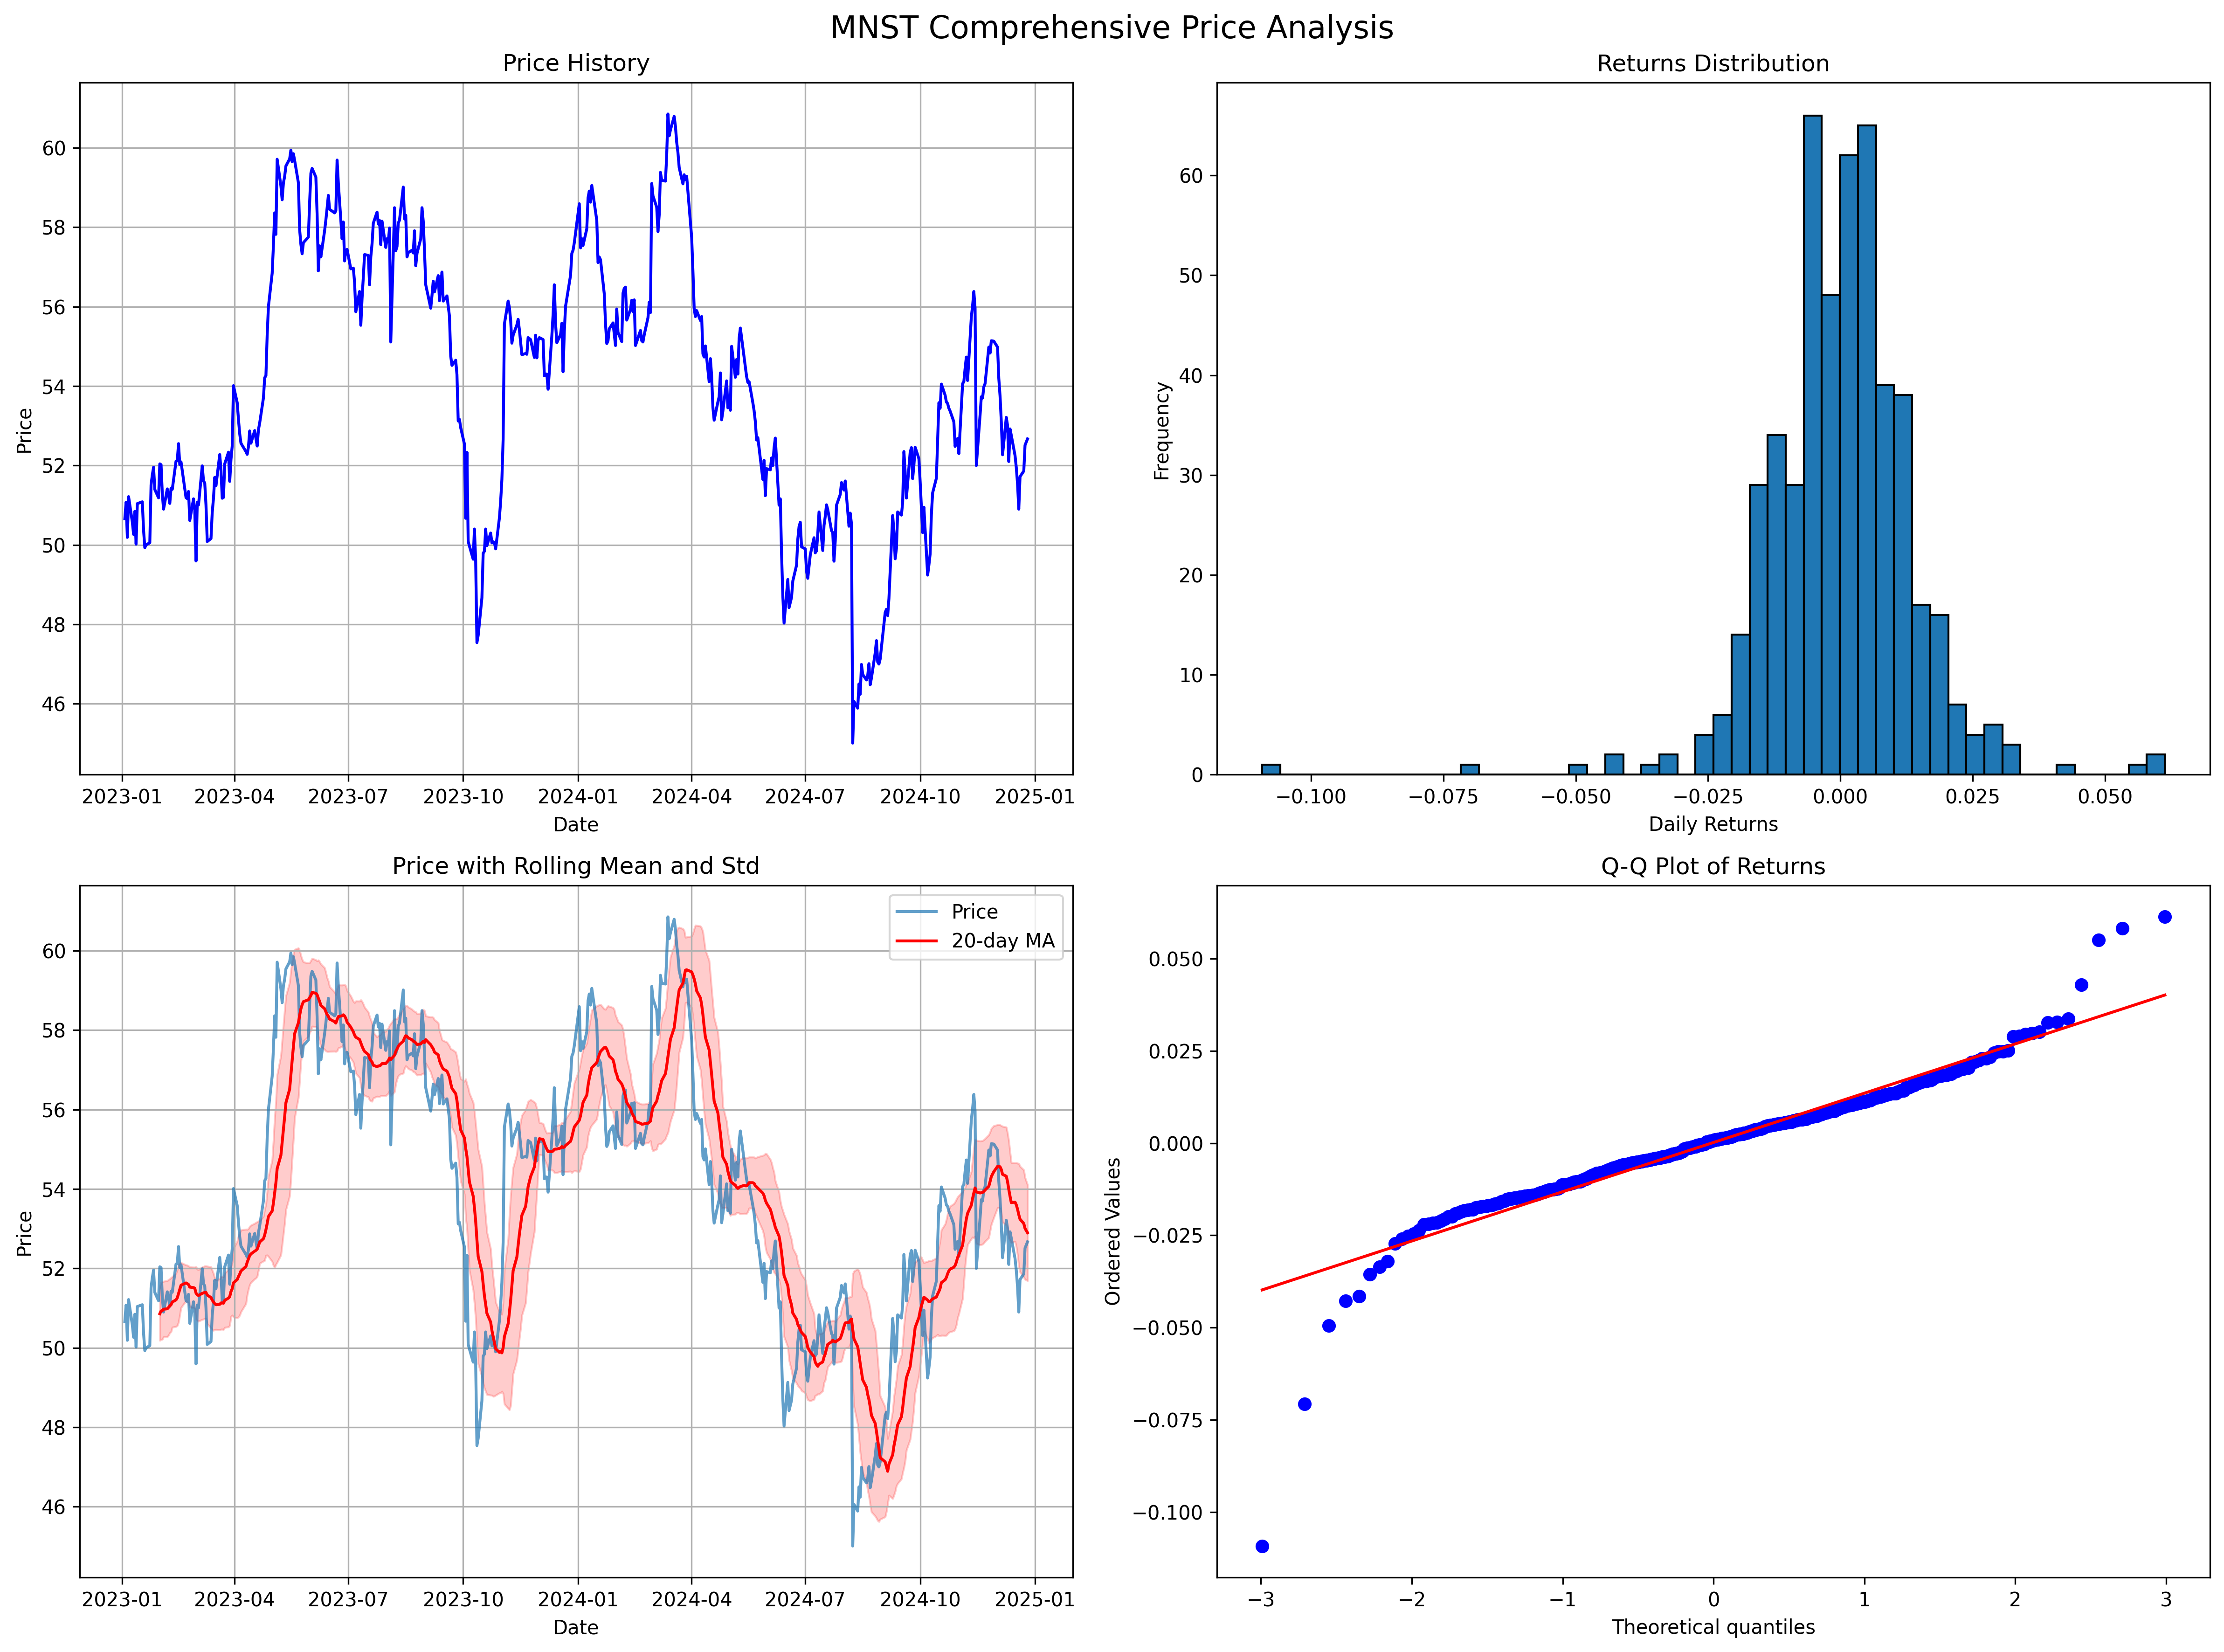 MNST Comprehensive Price Analysis
Price History
Price
60
58
56
54
52
50
48
46
2023-01 2023-04 2023-07 2023-10 2024-01 2024-04 2024-07 2024-10 2025-01
Date
Returns Distribution
Frequency
60
50
40
30
20
10
0
−0.100 −0.075 −0.050 −0.025 0.000 0.025 0.050
Daily Returns
Price with Rolling Mean and Std
Price
20-day MA
Price
60
58
56
54
52
50
48
46
2023-01 2023-04 2023-07 2023-10 2024-01 2024-04 2024-07 2024-10 2025-01
Date
Q-Q Plot of Returns
Ordered Values
0.050
0.025
0.000
−0.025
−0.050
−0.075
−0.100
−3 −2 −1 0 1 2 3
Theoretical quantiles